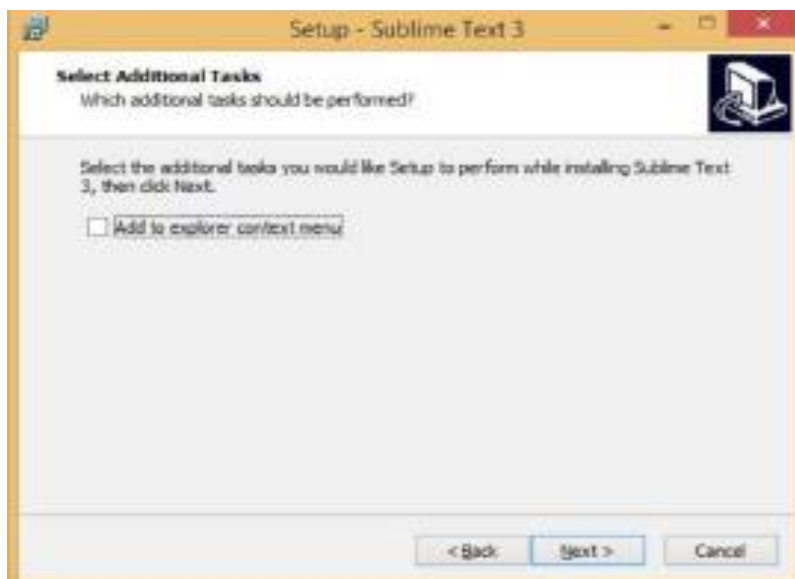 Setup - Sublime Text 3
Select Additional Tasks
Which additional tasks should be performed?
Select the additional tasks you would like Setup to perform while installing Sublime Text
3, then click Next.
Add to explorer context menu
< Back
Next >
Cancel